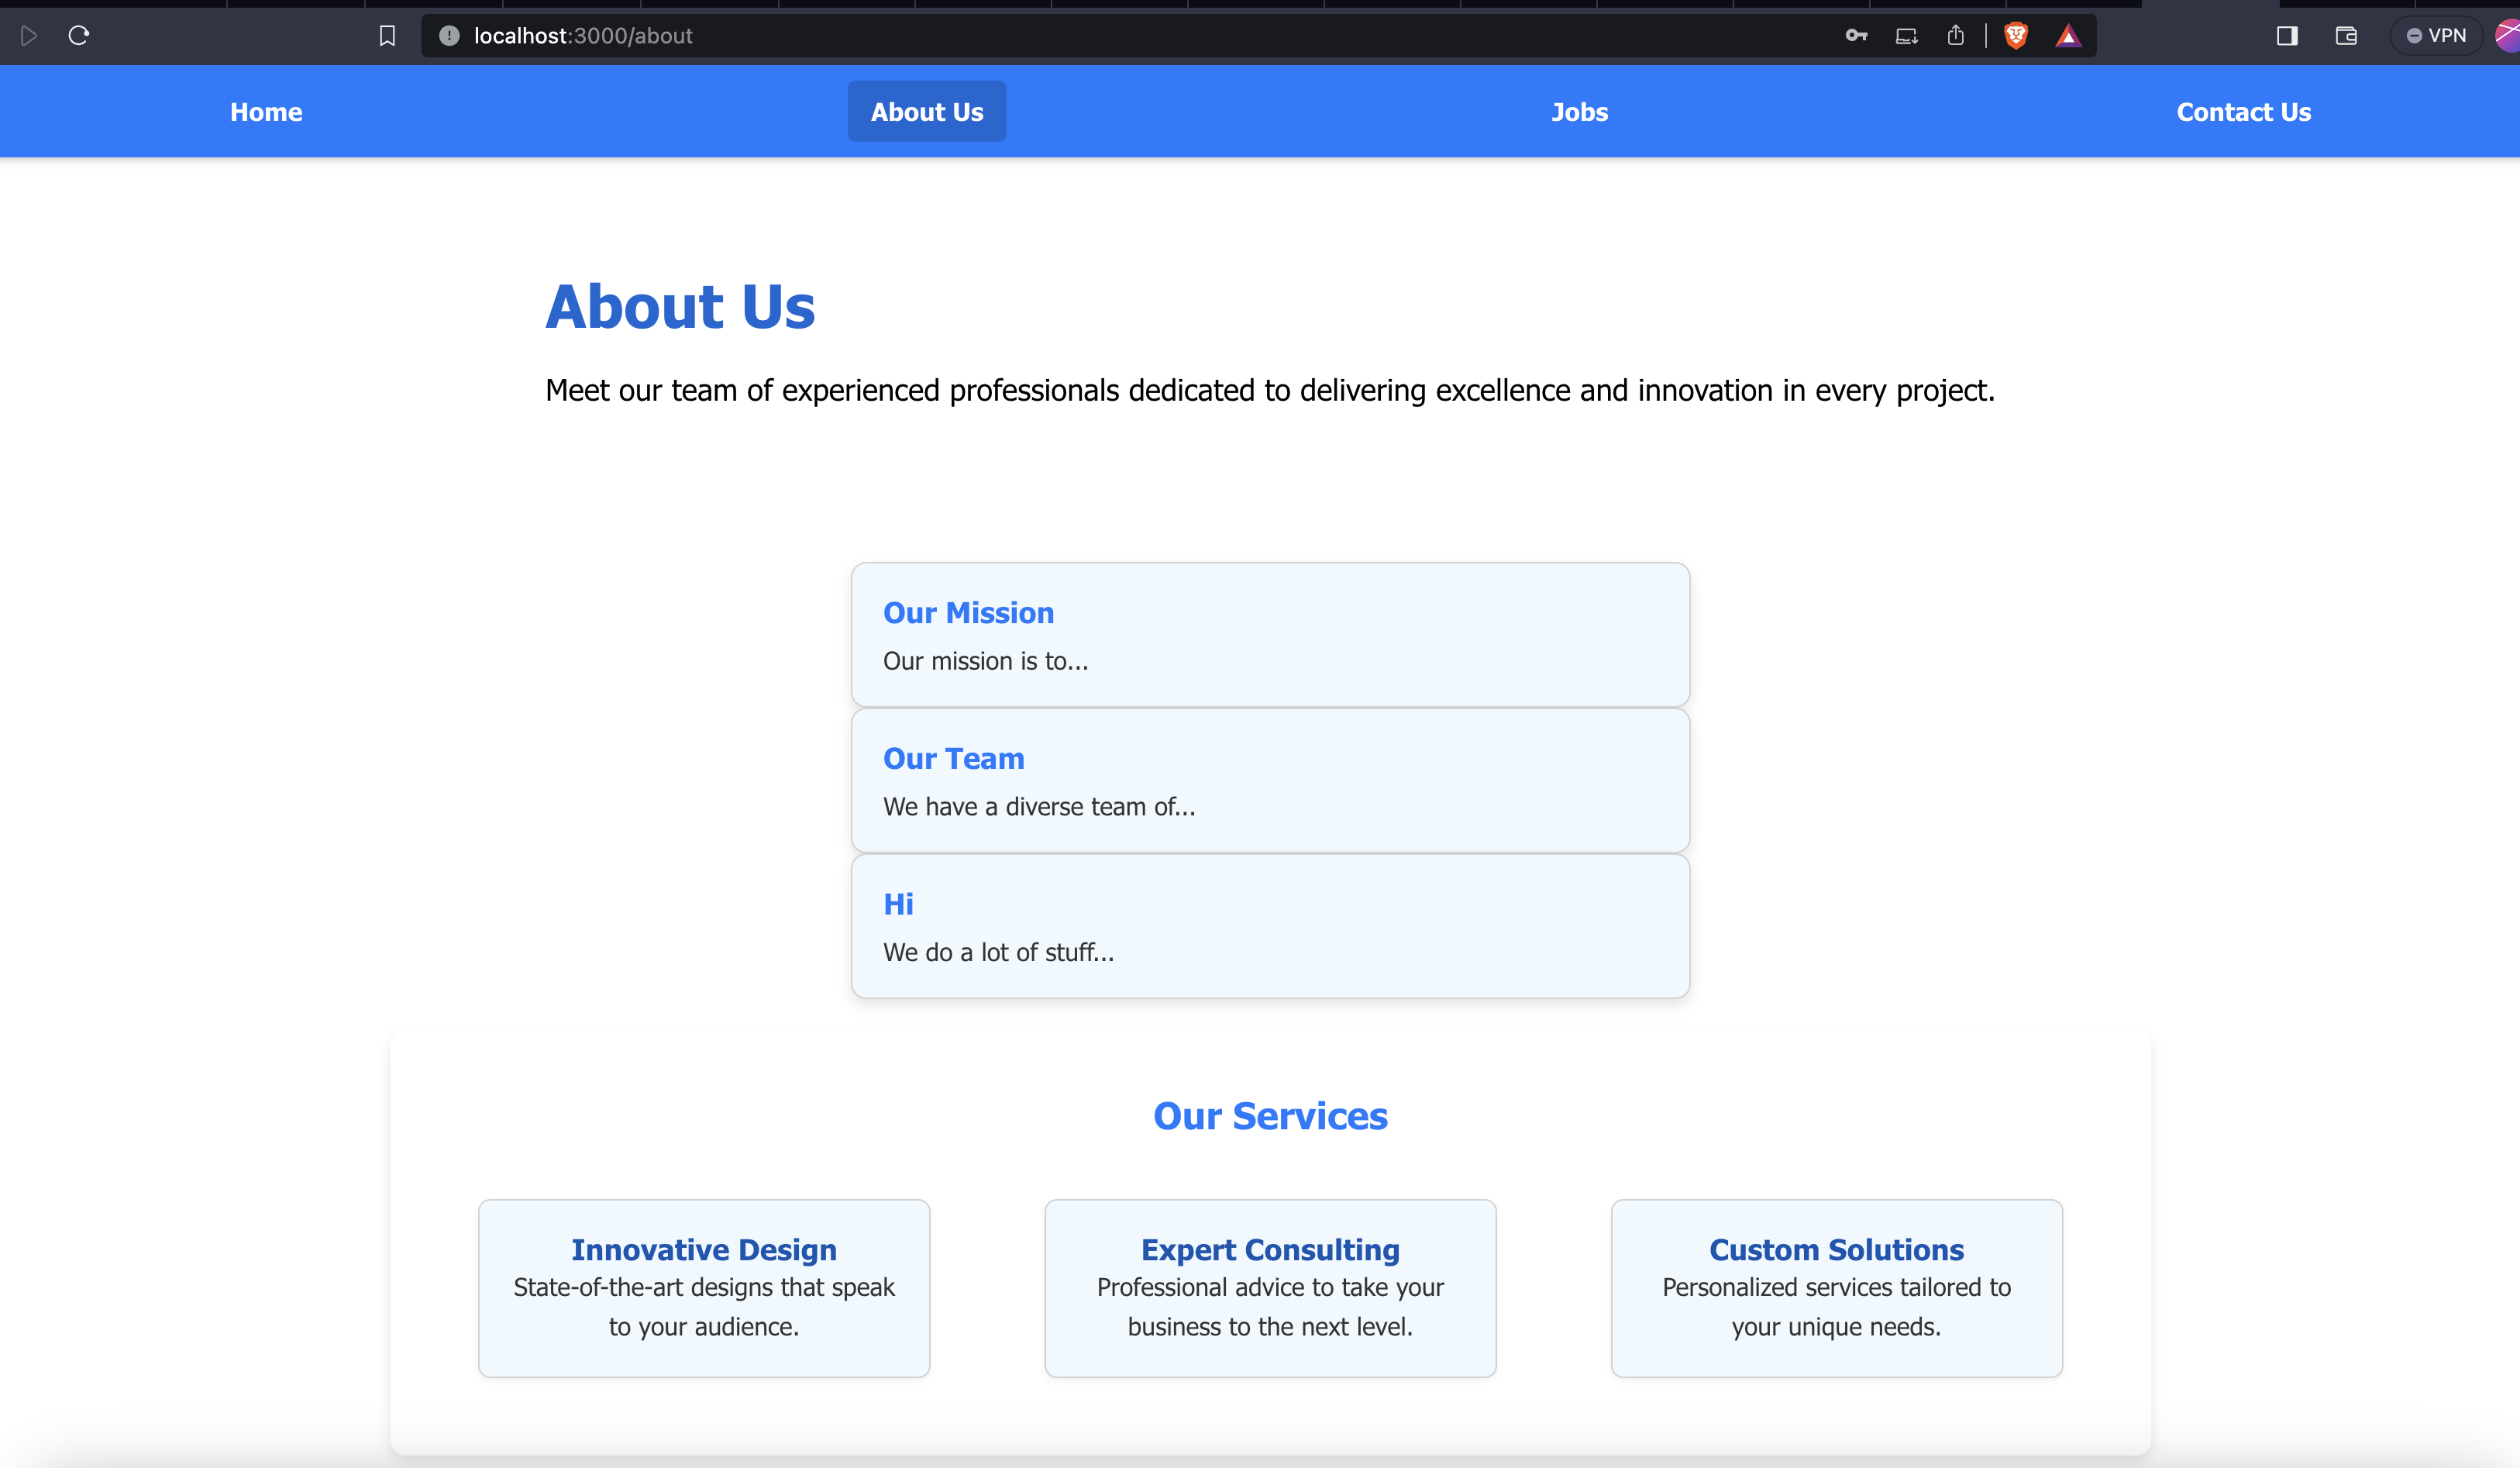 localhost:3000/about
VPN
Home
About Us
Jobs
Contact Us
About Us
Meet our team of experienced professionals dedicated to delivering excellence and innovation in every project.
Our Mission
Our mission is to...
Our Team
We have a diverse team of...
Hi
We do a lot of stuff...
Our Services
Innovative Design
State-of-the-art designs that speak
to your audience.
Expert Consulting
Professional advice to take your
business to the next level.
Custom Solutions
Personalized services tailored to
your unique needs.